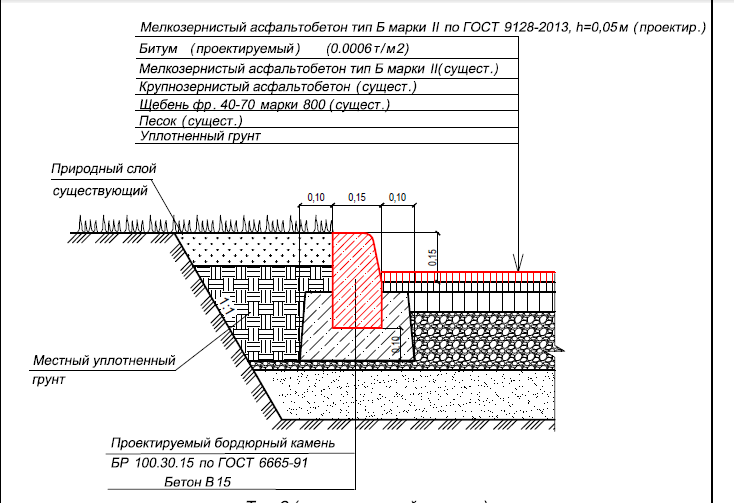 Мелкозернистый асфальтобетон тип Б марки II по ГОСТ 9128-2013, h=0,05м (проектир.)
Битум (проектируемый) (0.0006т/м2)
Мелкозернистый асфальтобетон тип Б марки II(сущест.)
Крупнозернистый асфальтобетон (сущест.)
Щебень фр. 40-70 марки 800 (сущест.)
Песок (сущест.)
Уплотненный грунт
Природный слой
существующий
0,10 0,15 0,10
0,15
0,10
Местный уплотненный
грунт
Проектируемый бордюрный камень
БР 100.30.15 по ГОСТ 6665-91
Бетон В15